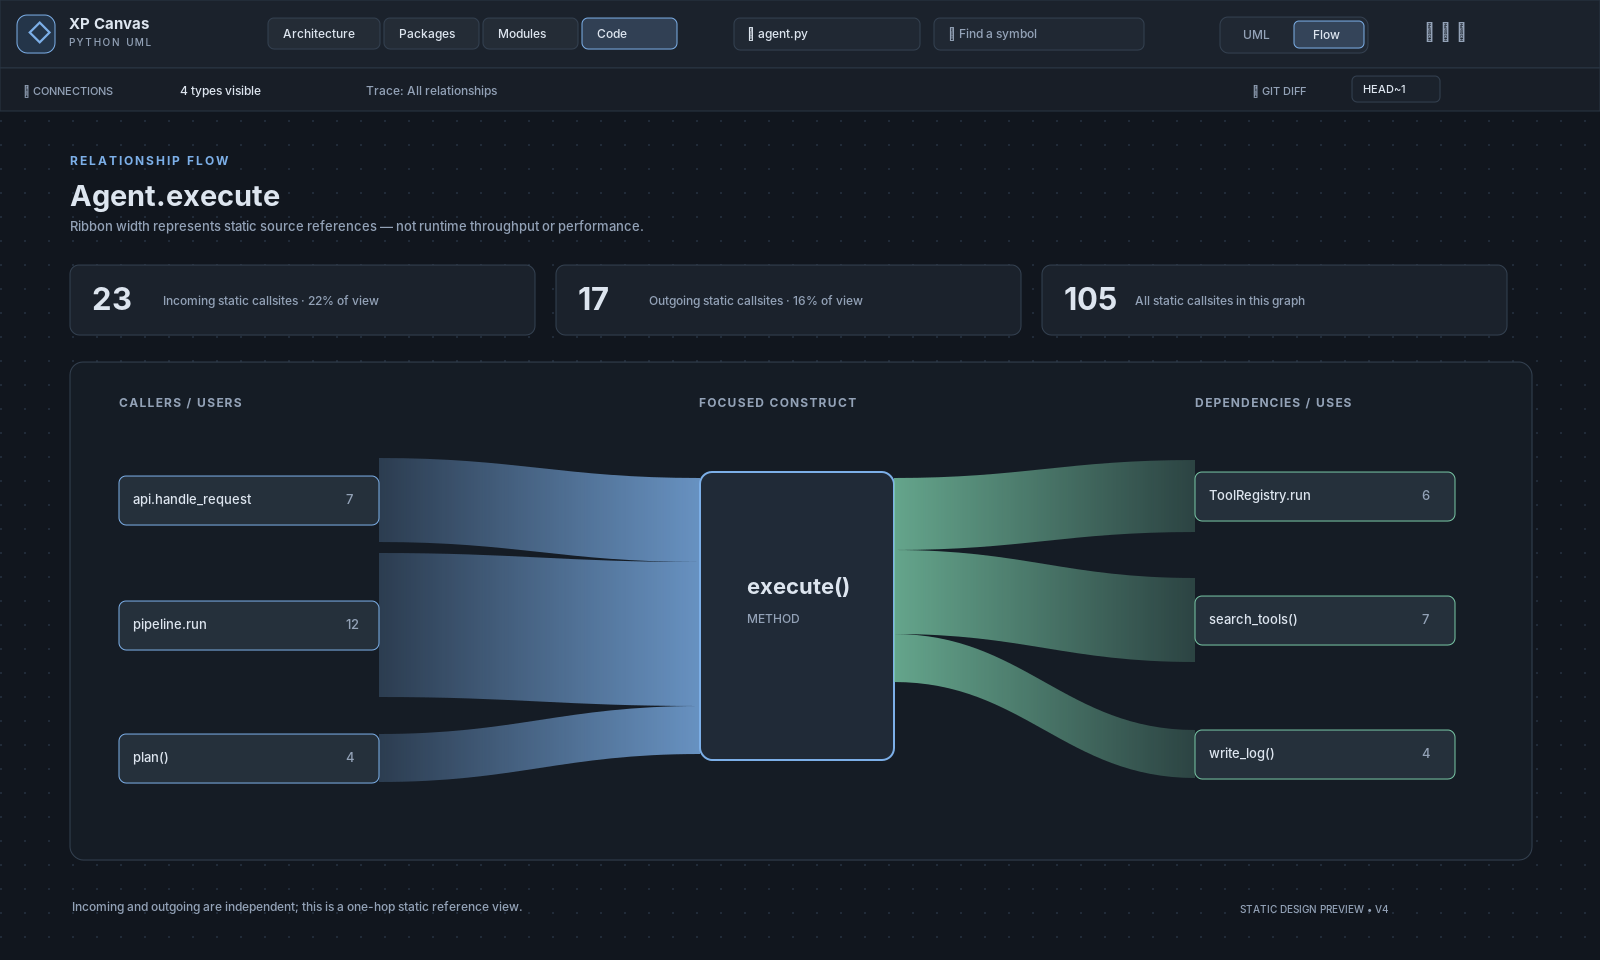 XP Canvas
PYTHON UML
Architecture
Packages
Modules
Code
agent.py
Find a symbol
UML
Flow
CONNECTIONS
4 types visible
Trace: All relationships
GIT DIFF
HEAD~1
RELATIONSHIP FLOW
Agent.execute
Ribbon width represents static source references — not runtime throughput or performance.
23
Incoming static callsites · 22% of view
17
Outgoing static callsites · 16% of view
105
All static callsites in this graph
CALLERS / USERS
FOCUSED CONSTRUCT
DEPENDENCIES / USES
api.handle_request 7
pipeline.run 12
plan() 4
execute()
METHOD
ToolRegistry.run 6
search_tools() 7
write_log() 4
Incoming and outgoing are independent; this is a one-hop static reference view.
STATIC DESIGN PREVIEW • V4